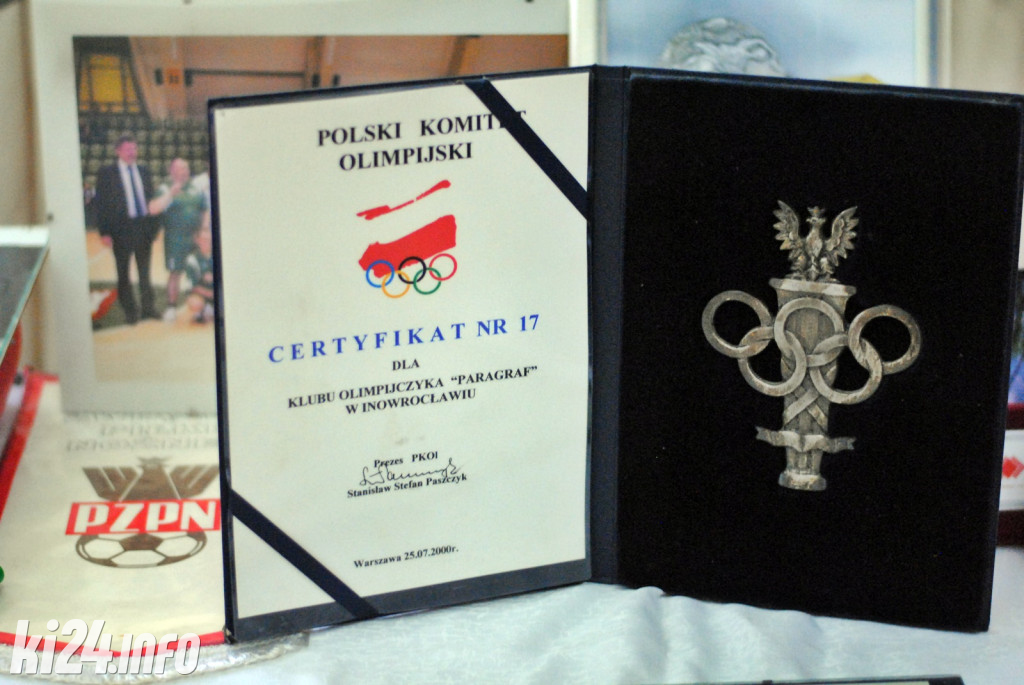 POLSKI KOMITET
OLIMPIJSKI
CERTYFIKAT NR 17
DLA
KLUBU OLIMPIJCZYKA "PARAGRAF"
W INOWROCŁAWIU
Prezes PKOl
Stanisław Stefan Paszczyk
Warszawa 25.07.2000r.
PZPN
ki24.info